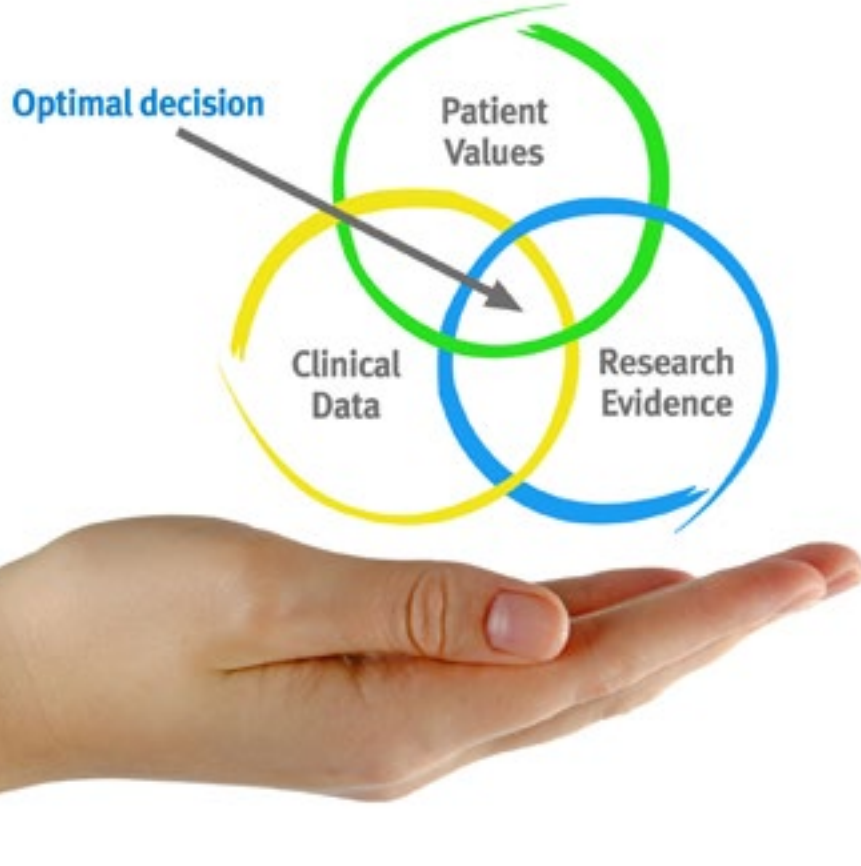 Optimal decision
Patient
Values
Clinical
Data
Research
Evidence